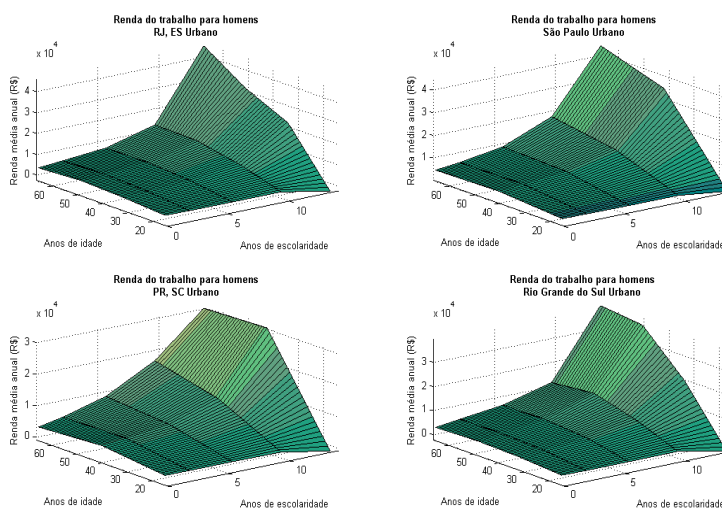 Renda do trabalho para homens
RJ, ES Urbano
x 10^4
4
3
2
1
0
Renda média anual (R$)
60
50
40
30
20
Anos de idade
0
5
10
Anos de escolaridade
Renda do trabalho para homens
São Paulo Urbano
x 10^4
4
3
2
1
Renda média anual (R$)
60
50
40
30
20
Anos de idade
0
5
10
Anos de escolaridade
Renda do trabalho para homens
PR, SC Urbano
x 10^4
3
2
1
0
Renda média anual (R$)
60
50
40
30
20
Anos de idade
0
5
10
Anos de escolaridade
Renda do trabalho para homens
Rio Grande do Sul Urbano
x 10^4
3
2
1
0
Renda média anual (R$)
60
50
40
30
20
Anos de idade
0
5
10
Anos de escolaridade